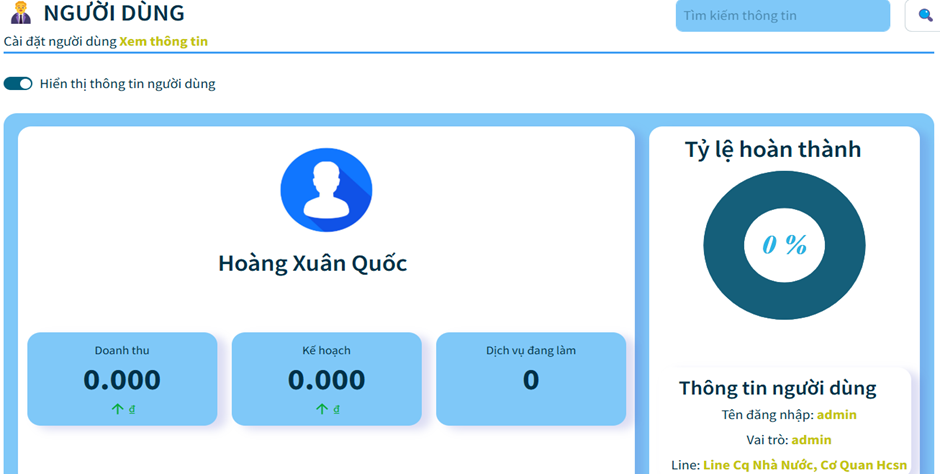 NGƯỜI DÙNG
Tìm kiếm thông tin
Cài đặt người dùng Xem thông tin
Hiển thị thông tin người dùng
Hoàng Xuân Quốc
Doanh thu
0.000
↑ ₫
Kế hoạch
0.000
↑ ₫
Dịch vụ đang làm
0
Tỷ lệ hoàn thành
0 %
Thông tin người dùng
Tên đăng nhập: admin
Vai trò: admin
Line: Line Cq Nhà Nước, Cơ Quan Hcsn